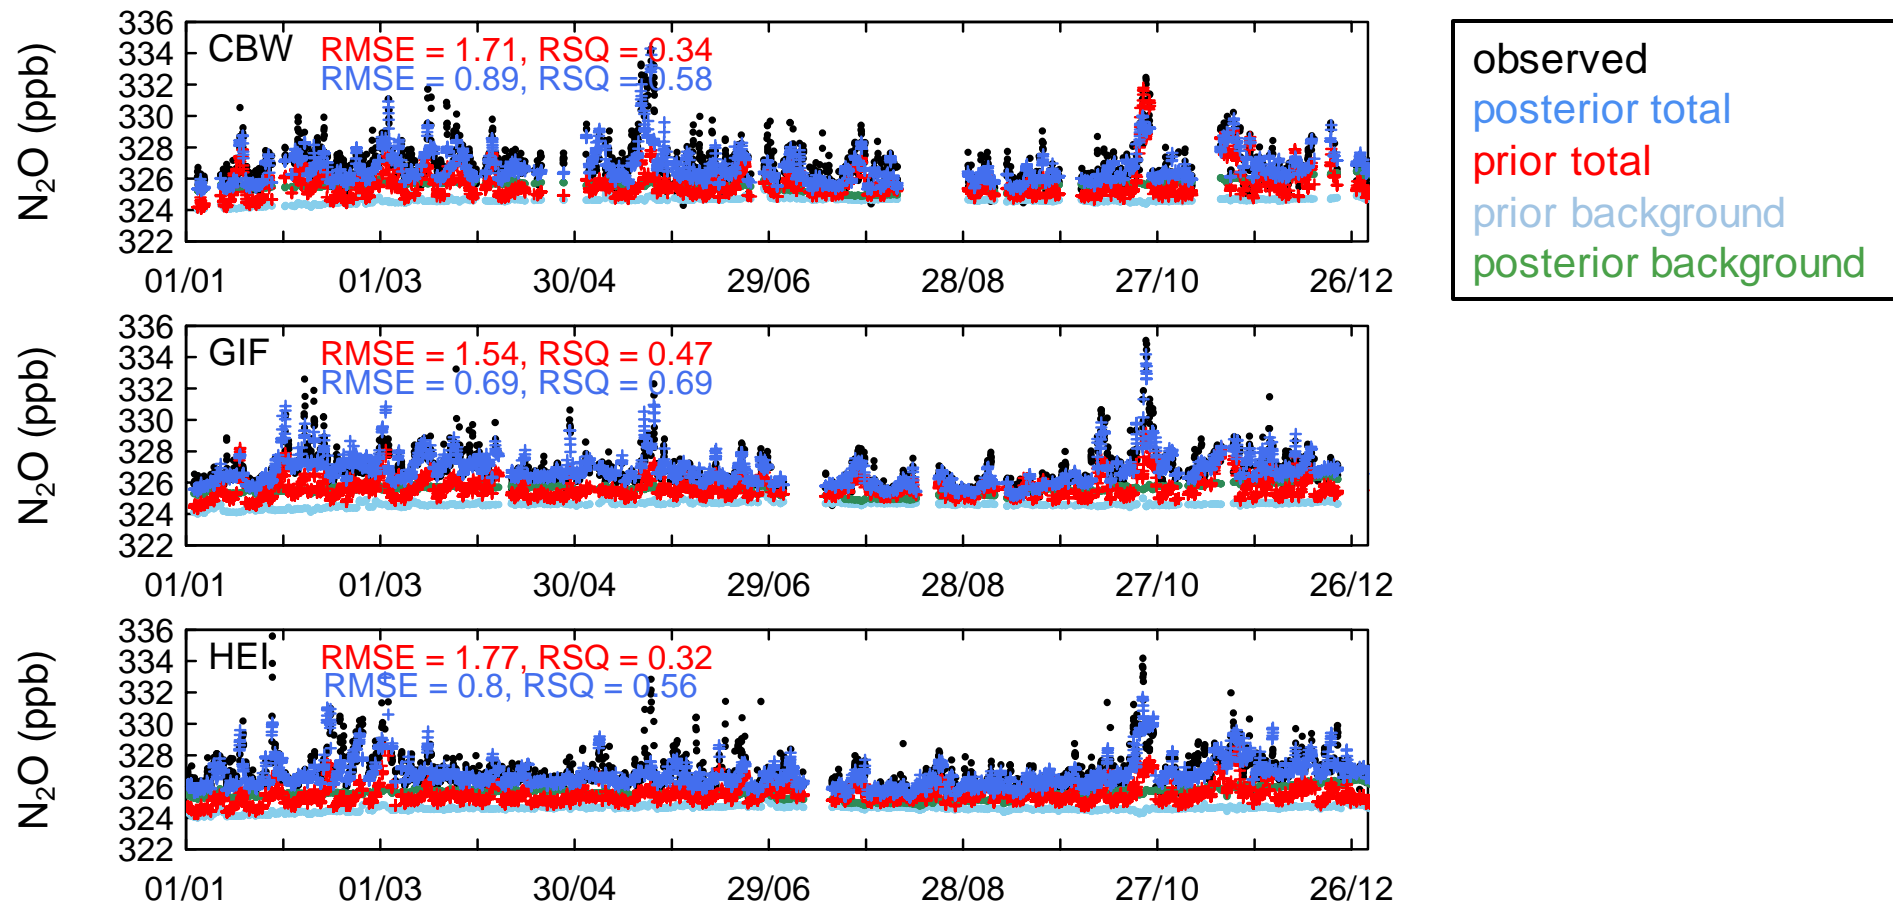 336
334
332
330
328
326
324
322
N₂O (ppb)
CBW
RMSE = 1.71, RSQ = 0.34
RMSE = 0.89, RSQ = 0.58
01/01 01/03 30/04 29/06 28/08 27/10 26/12
observed
posterior total
prior total
prior background
posterior background
336
334
332
330
328
326
324
322
N₂O (ppb)
GIF
RMSE = 1.54, RSQ = 0.47
RMSE = 0.69, RSQ = 0.69
01/01 01/03 30/04 29/06 28/08 27/10 26/12
336
334
332
330
328
326
324
322
N₂O (ppb)
HEI
RMSE = 1.77, RSQ = 0.32
RMSE = 0.8, RSQ = 0.56
01/01 01/03 30/04 29/06 28/08 27/10 26/12